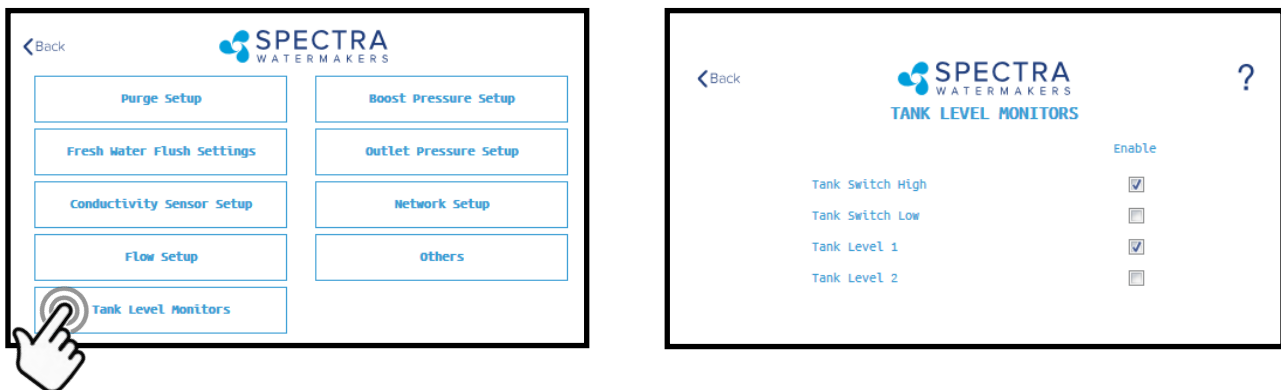 Back
SPECTRA
WATERMAKERS
Purge Setup
Boost Pressure Setup
Fresh Water Flush Settings
Outlet Pressure Setup
Conductivity Sensor Setup
Network Setup
Flow Setup
Others
Tank Level Monitors
Back
SPECTRA
WATERMAKERS
?
TANK LEVEL MONITORS
Enable
Tank Switch High
Tank Switch Low
Tank Level 1
Tank Level 2